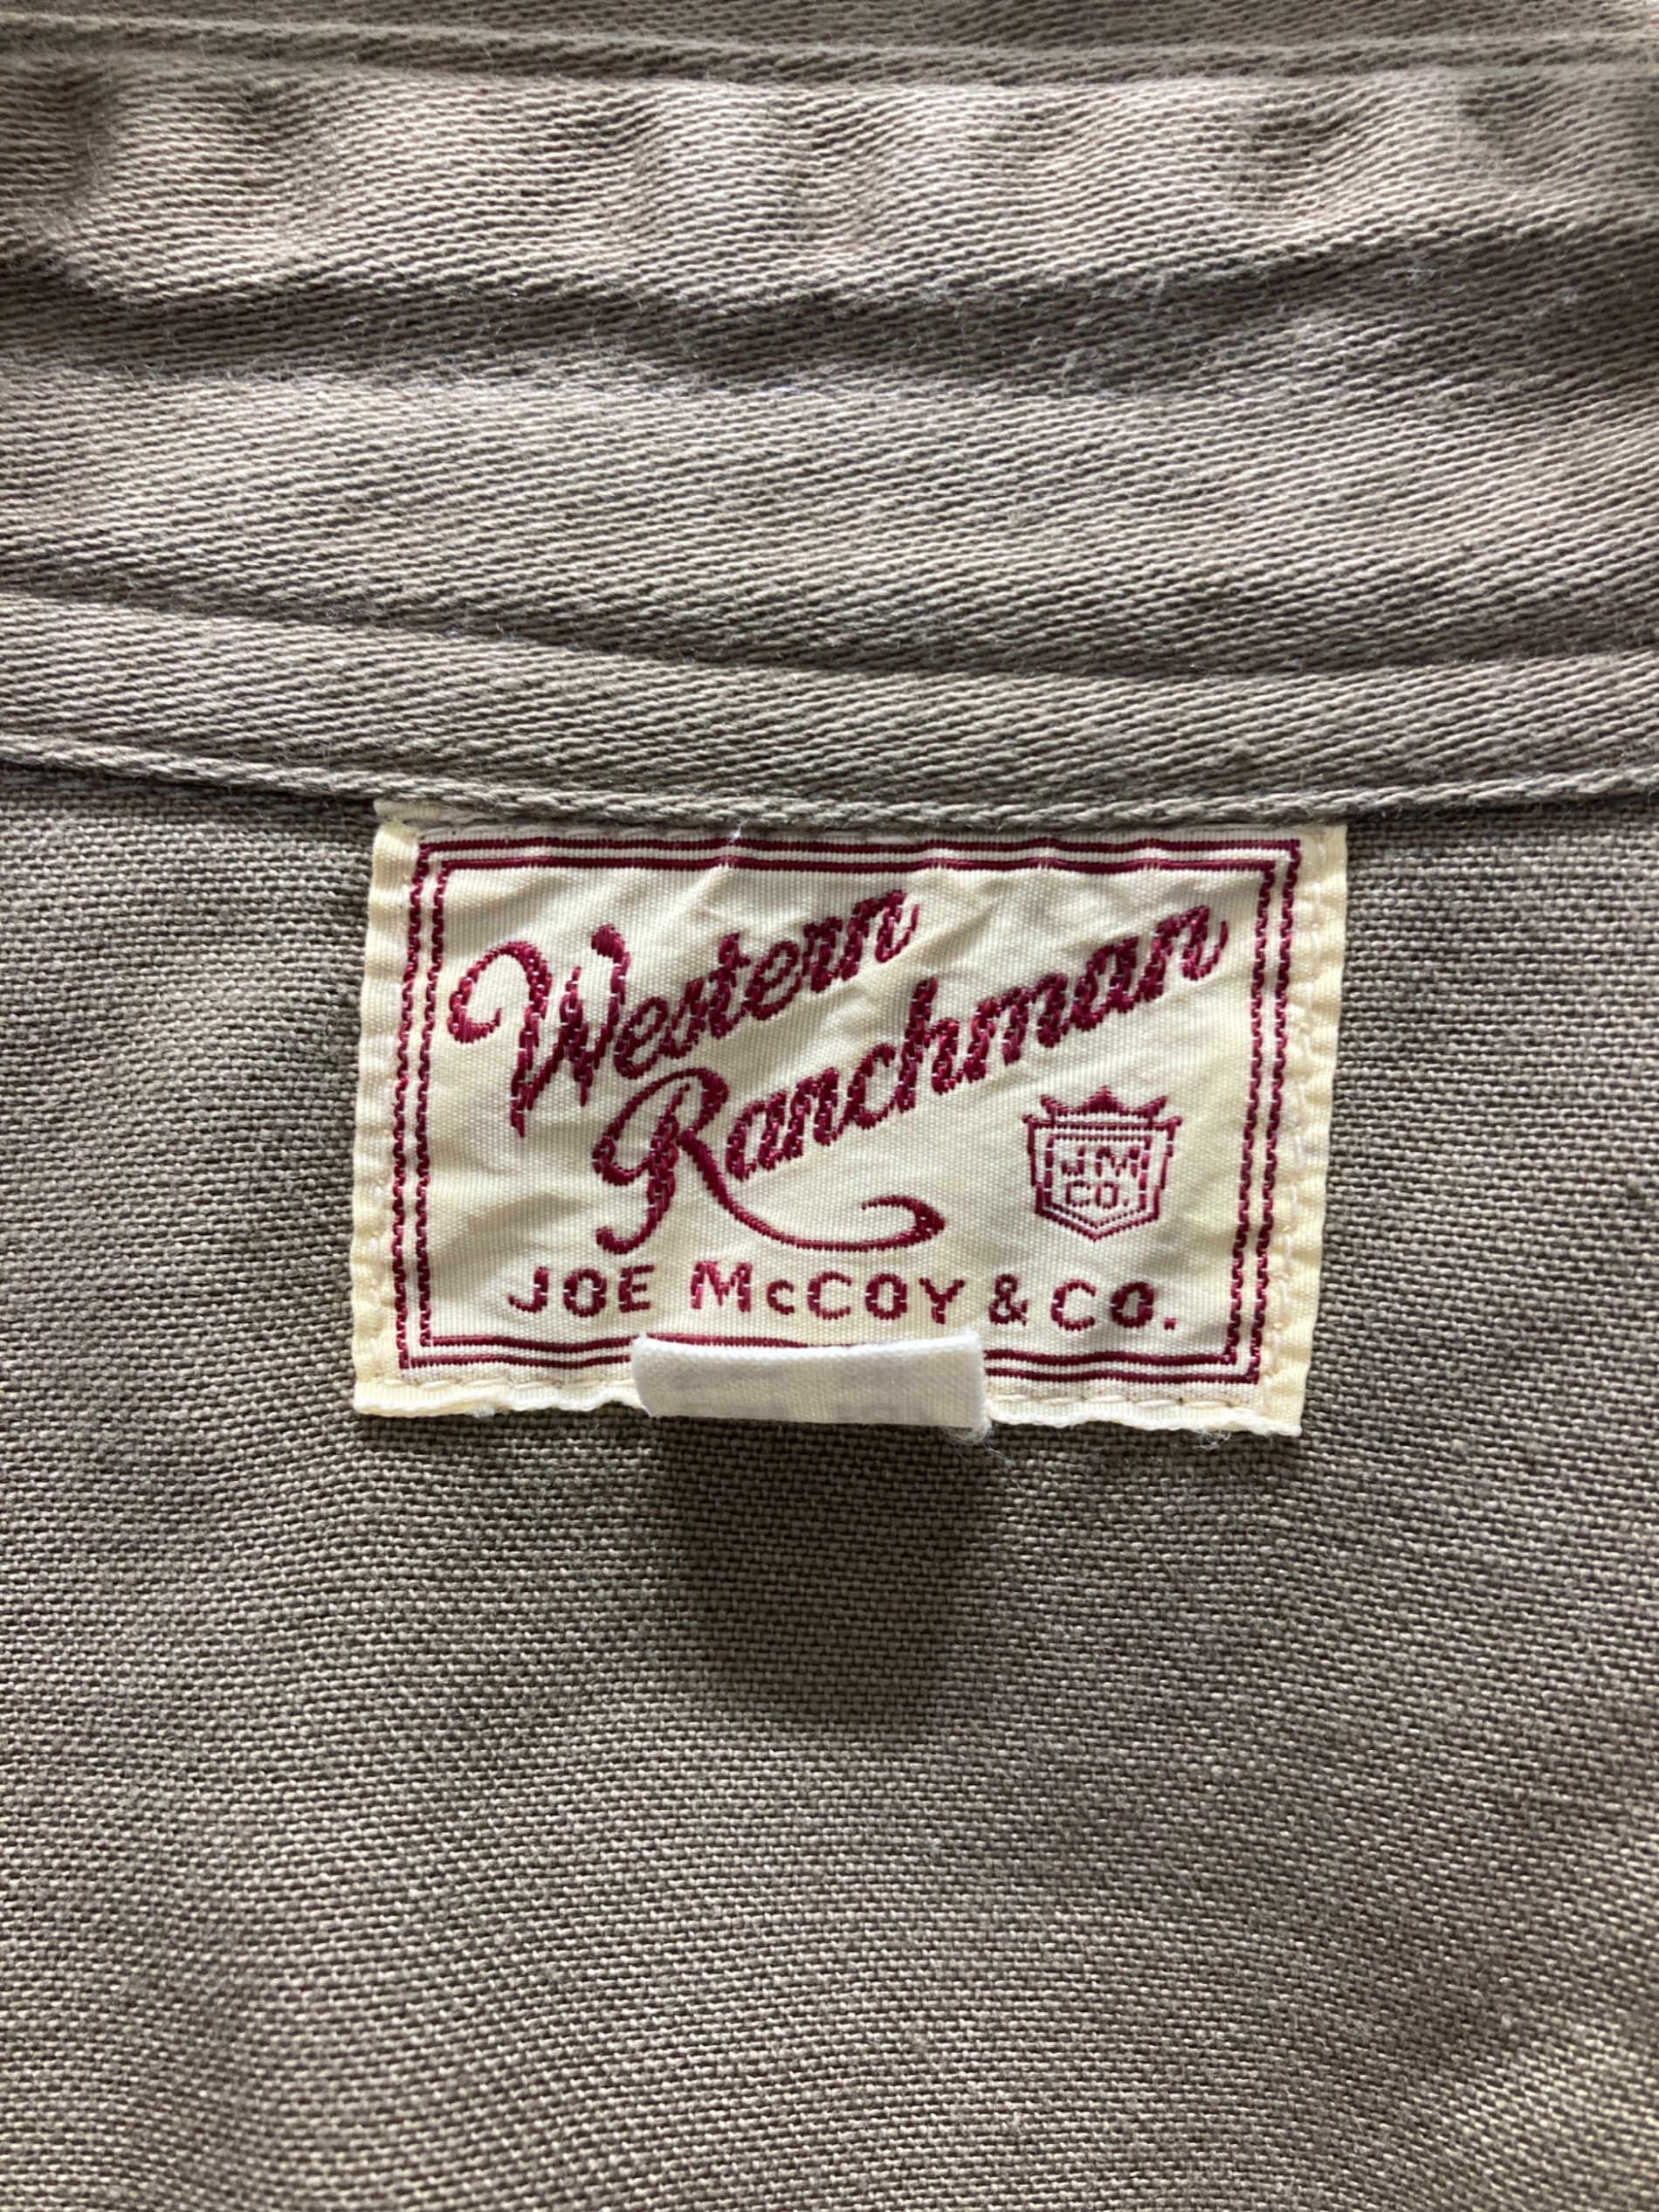 Western
Ranchman
JM
CO.
JOE McCOY & CO.